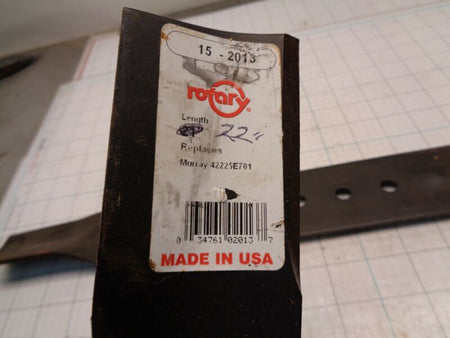 15 - 2013
rotary
Length
22"
Replaces
Murray 42225E701
8 34761 02013 7
MADE IN USA